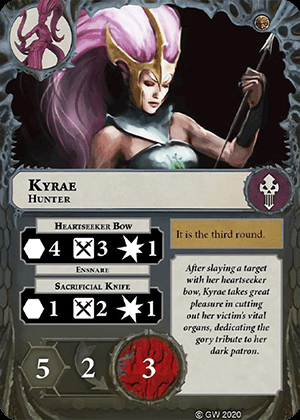 KYRAE
HUNTER
HEARTSEEKER BOW
4 3 1
ENSNARE
SACRIFICIAL KNIFE
1 2 1
It is the third round.
After slaying a target
with her heartseeker
bow, Kyrae takes great
pleasure in cutting
out her victim's vital
organs, dedicating the
gory tribute to her
dark patron.
5 2 3
© GW 2020